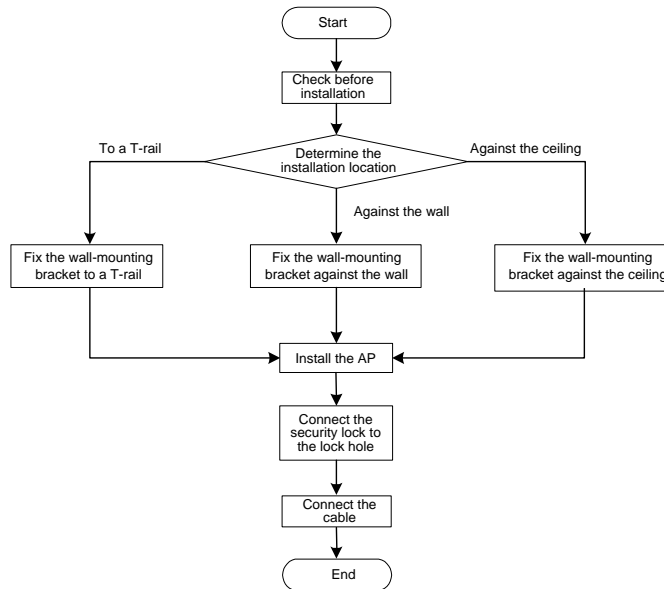 Start
Check before
installation
To a T-rail
Determine the
installation location
Against the ceiling
Against the wall
Fix the wall-mounting
bracket to a T-rail
Fix the wall-mounting
bracket against the wall
Fix the wall-mounting
bracket against the ceiling
Install the AP
Connect the
security lock to
the lock hole
Connect the
cable
End